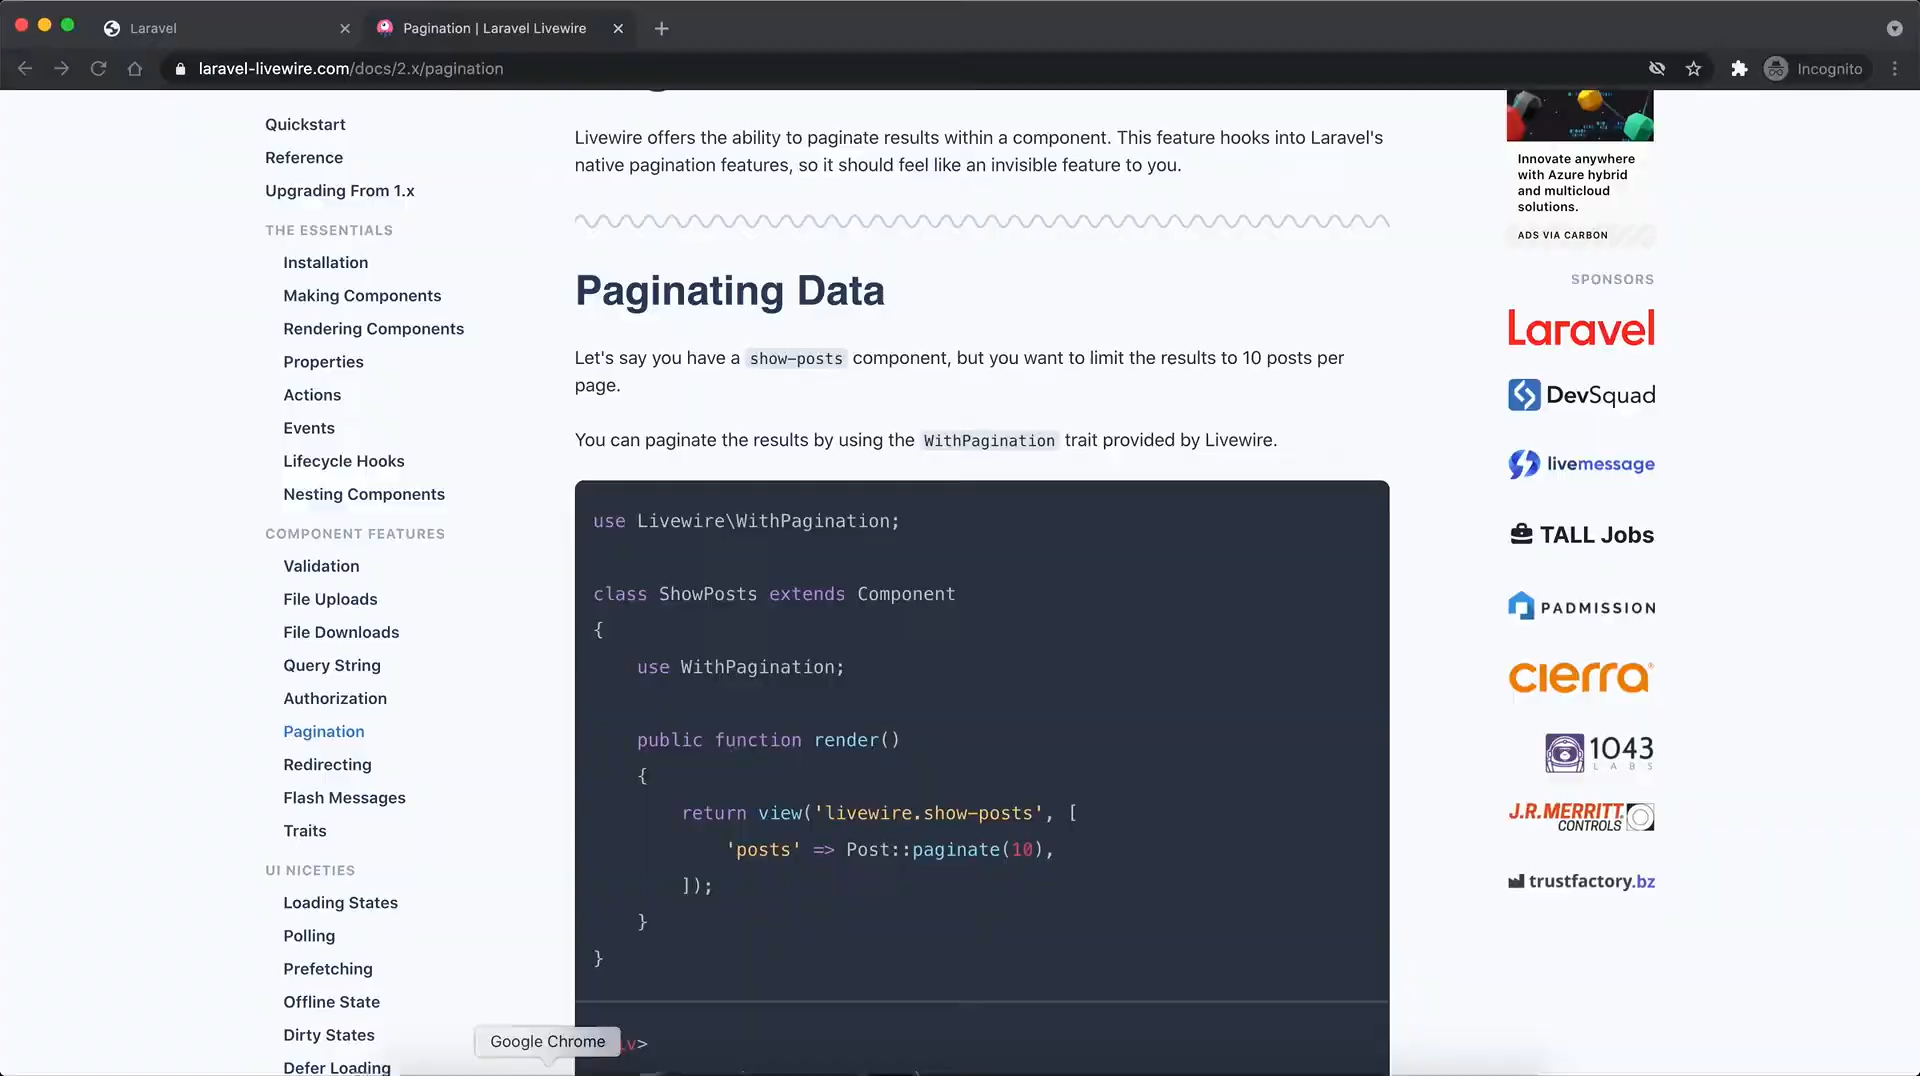 Laravel
Pagination | Laravel Livewire
laravel-livewire.com/docs/2.x/pagination
Incognito
Quickstart
Reference
Upgrading From 1.x
THE ESSENTIALS
Installation
Making Components
Rendering Components
Properties
Actions
Events
Lifecycle Hooks
Nesting Components
COMPONENT FEATURES
Validation
File Uploads
File Downloads
Query String
Authorization
Pagination
Redirecting
Flash Messages
Traits
UI NICETIES
Loading States
Polling
Prefetching
Offline State
Dirty States
Defer Loading
Livewire offers the ability to paginate results within a component. This feature hooks into Laravel's
native pagination features, so it should feel like an invisible feature to you.
Paginating Data
Let's say you have a show-posts component, but you want to limit the results to 10 posts per
page.
You can paginate the results by using the WithPagination trait provided by Livewire.
use Livewire\WithPagination;
class ShowPosts extends Component
{
use WithPagination;
public function render()
{
return view('livewire.show-posts', [
'posts' => Post::paginate(10),
]);
}
}
v>
Google Chrome
Innovate anywhere
with Azure hybrid
and multicloud
solutions.
ADS VIA CARBON
SPONSORS
Laravel
DevSquad
livemessage
TALL Jobs
PADMISSION
cierra
1043
LABS
J.R.MERRITT
CONTROLS
trustfactory.bz